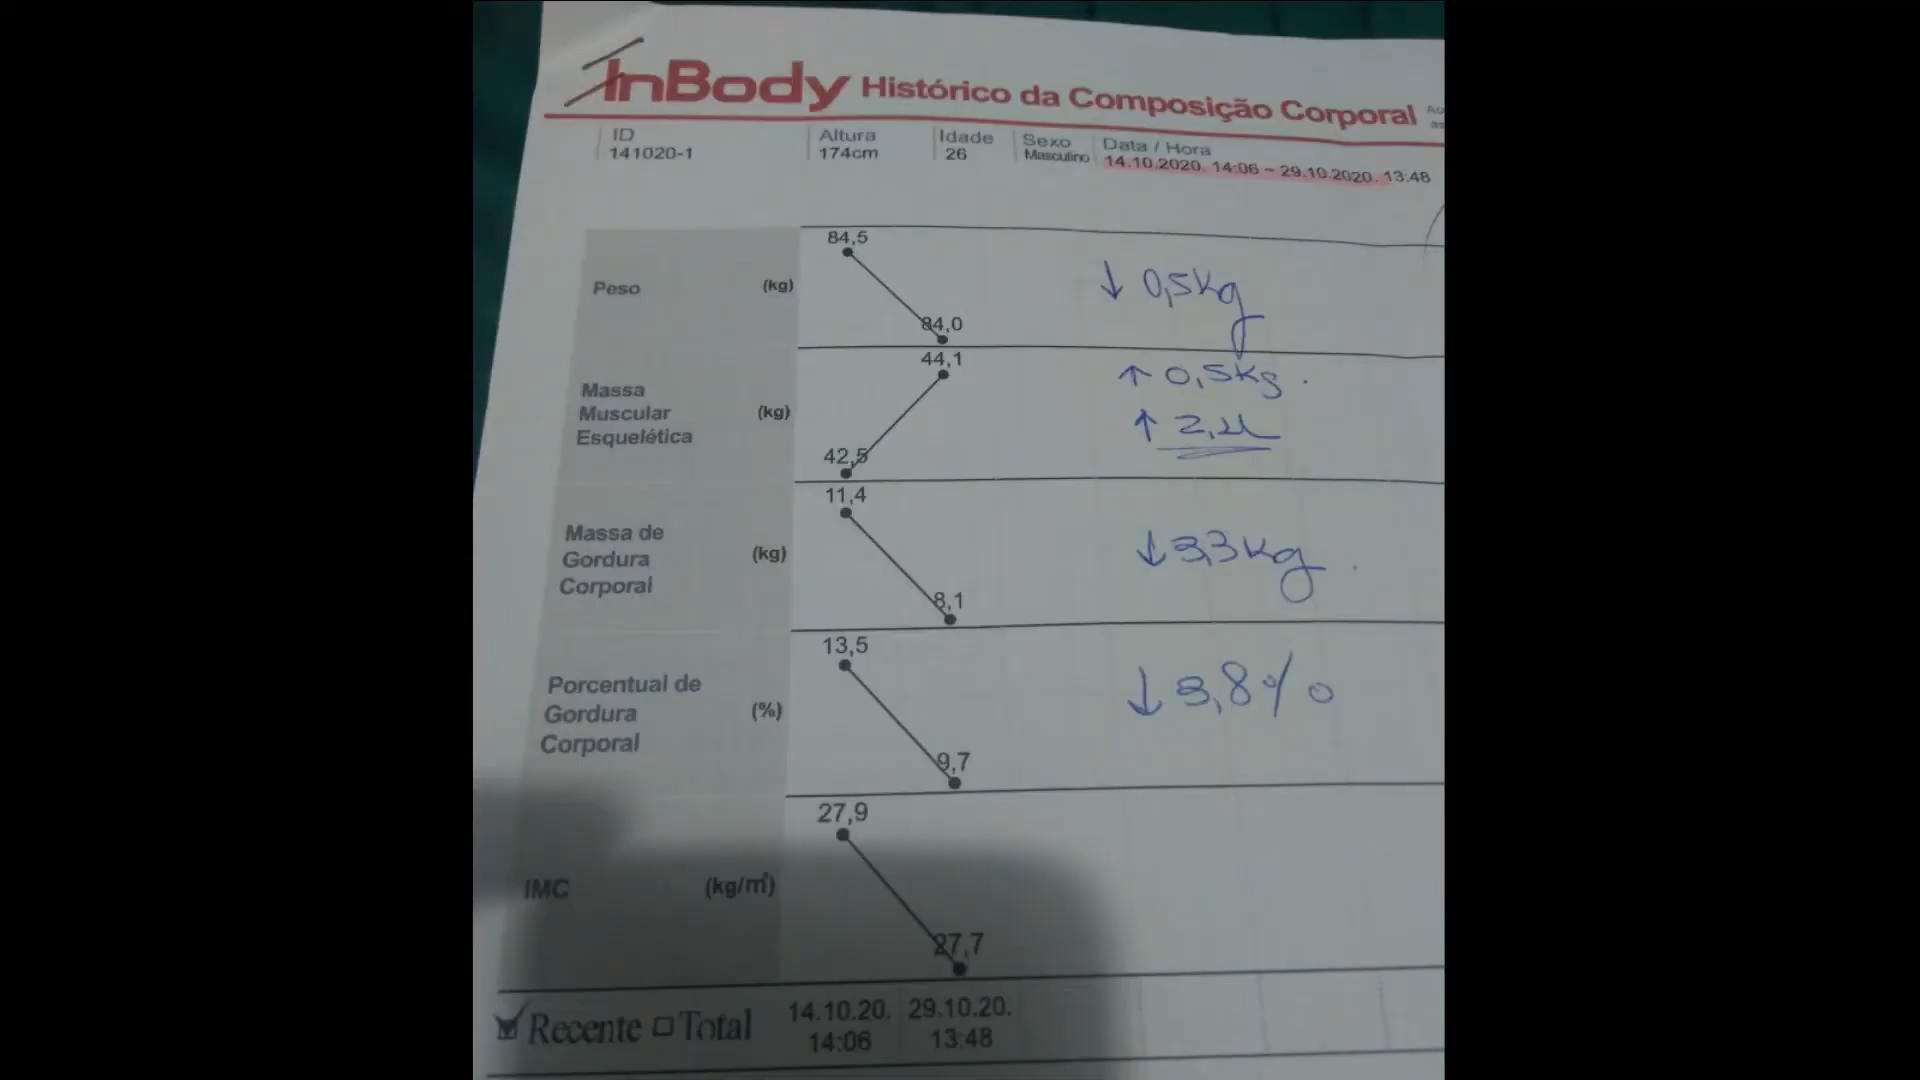 InBody Histórico da Composição Corporal
ID Altura Idade Sexo Data / Hora
141020-1 174cm 26 Masculino 14.10.2020. 14:06 ~ 29.10.2020. 13:48
84,5
Peso (kg) ↓ 0,5Kg
84,0
44,1
↑ 0,5Kg.
Massa
Muscular (kg)
Esquelética
↑ 2,2L
42,5
11,4
Massa de
Gordura (kg) ↓ 3,3Kg
Corporal
8,1
13,5
Porcentual de ↓ 3,8%
Gordura (%)
Corporal
9,7
27,9
IMC (kg/m²)
27,7
Recente Total 14.10.20. 29.10.20.
14:06 13:48